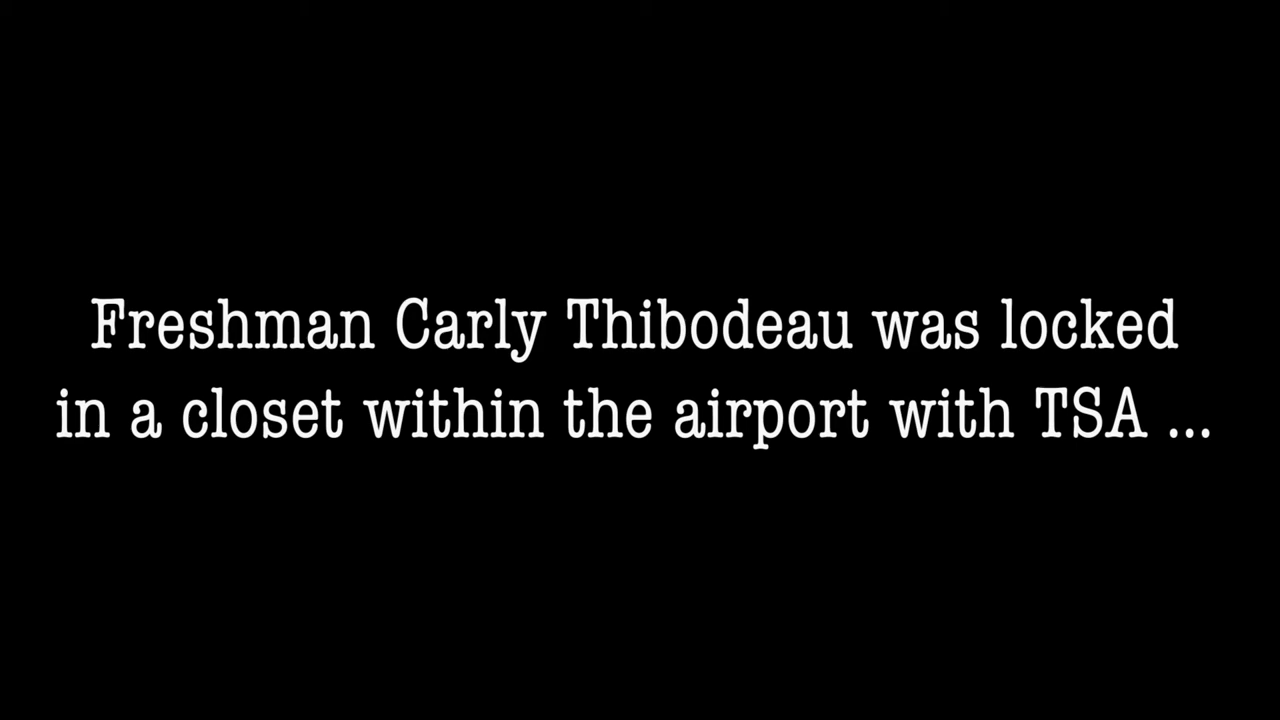 Freshman Carly Thibodeau was locked
in a closet within the airport with TSA ...